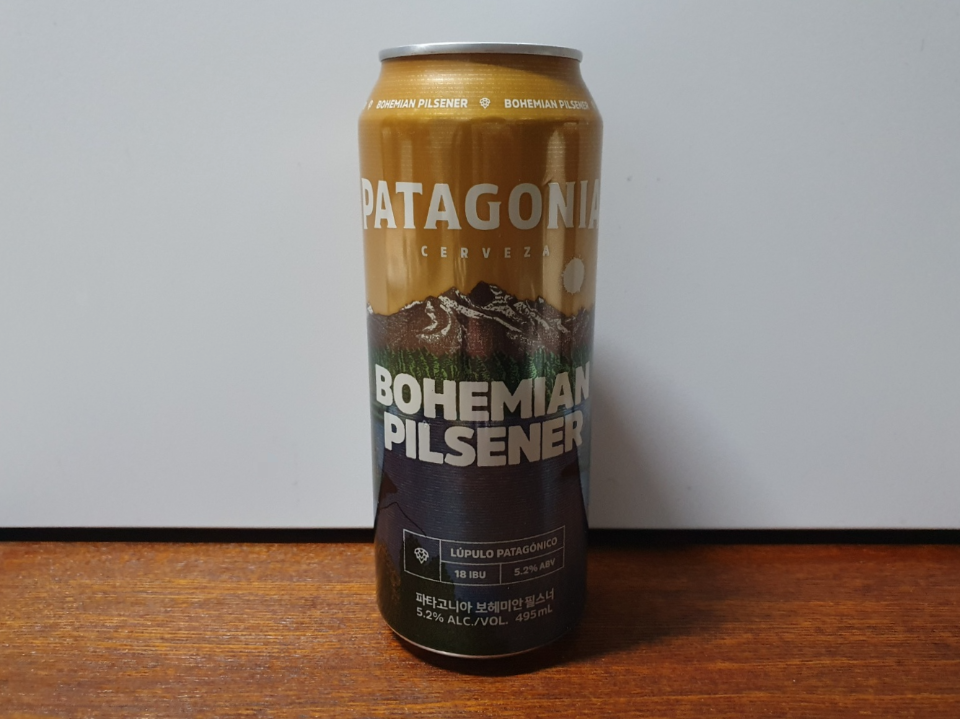 BOHEMIAN PILSENER BOHEMIAN PILSENER
PATAGONIA
CERVEZA
BOHEMIAN
PILSENER
LÚPULO PATAGÓNICO
18 IBU 5.2% ABV
파타고니아 보헤미안 필스너
5.2% ALC./VOL. 495mL